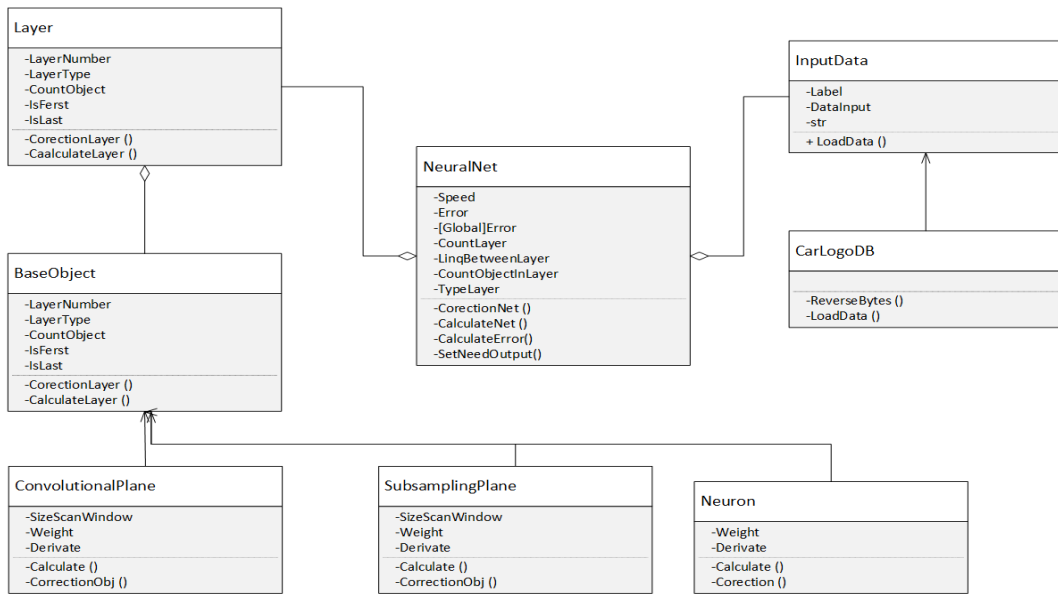 Layer
-LayerNumber
-LayerType
-CountObject
-IsFerst
-IsLast
-CorectionLayer ()
-CaalculateLayer ()
InputData
-Label
-DataInput
-str
+ LoadData ()
NeuralNet
-Speed
-Error
-[Global]Error
-CountLayer
-LinqBetweenLayer
-CountObjectInLayer
-TypeLayer
-CorectionNet ()
-CalculateNet ()
-CalculateError()
-SetNeedOutput()
CarLogoDB
-ReverseBytes ()
-LoadData ()
BaseObject
-LayerNumber
-LayerType
-CountObject
-IsFerst
-IsLast
-CorectionLayer ()
-CalculateLayer ()
ConvolutionalPlane
-SizeScanWindow
-Weight
-Derivate
-Calculate ()
-CorrectionObj ()
SubsamplingPlane
-SizeScanWindow
-Weight
-Derivate
-Calculate ()
-CorrectionObj ()
Neuron
-Weight
-Derivate
-Calculate ()
-Corection ()